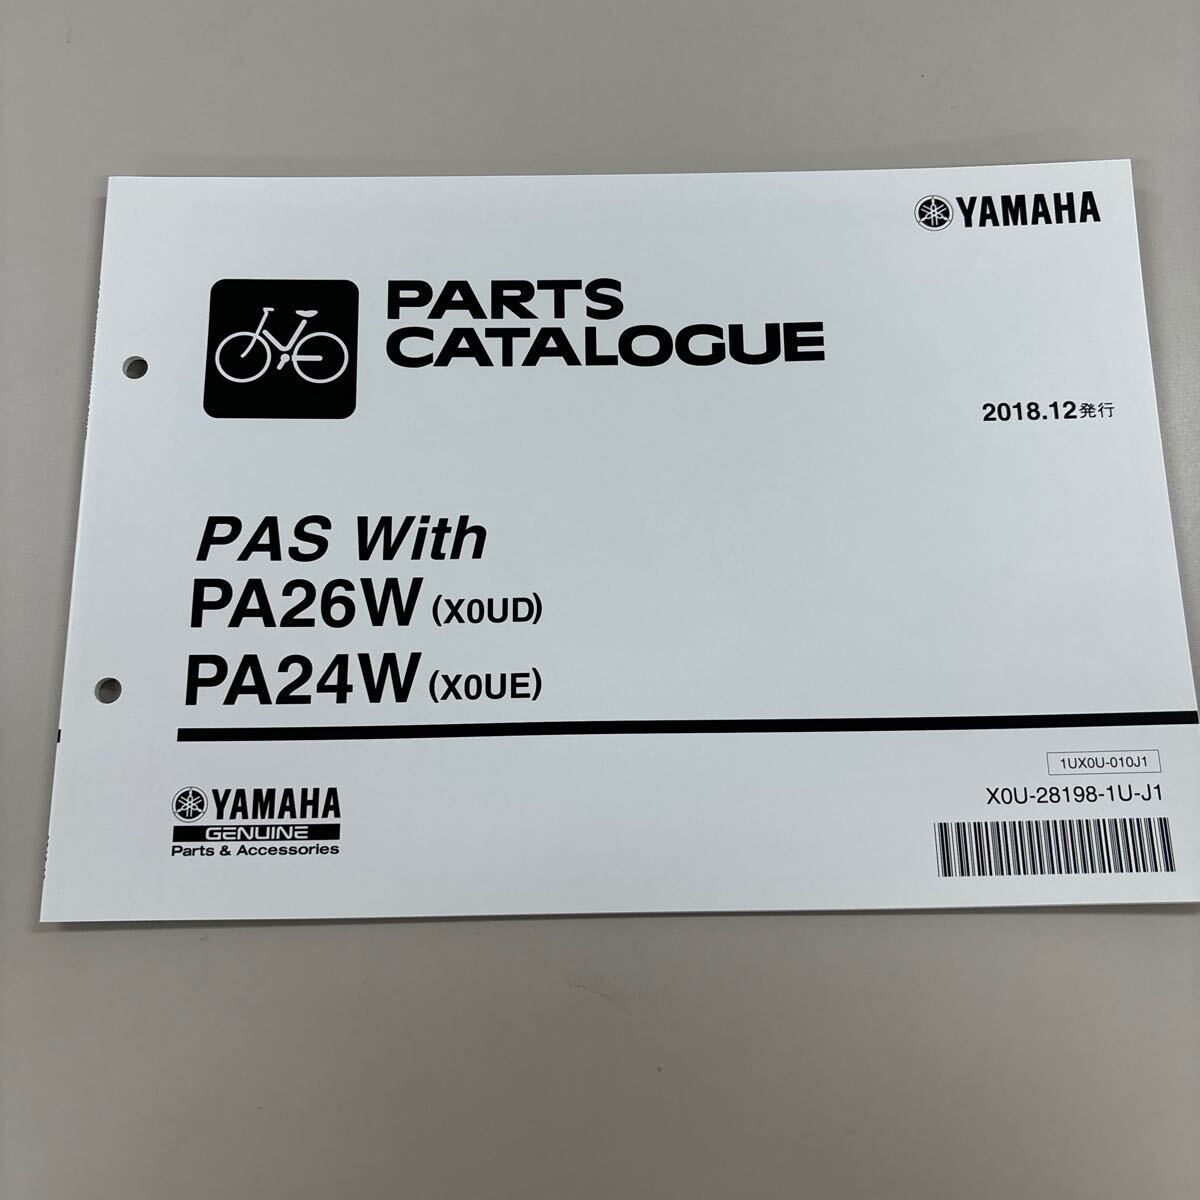 YAMAHA
PARTS
CATALOGUE
2018.12発行
PAS With
PA26W (X0UD)
PA24W (X0UE)
1UX0U-010J1
X0U-28198-1U-J1
YAMAHA
GENUINE
Parts & Accessories